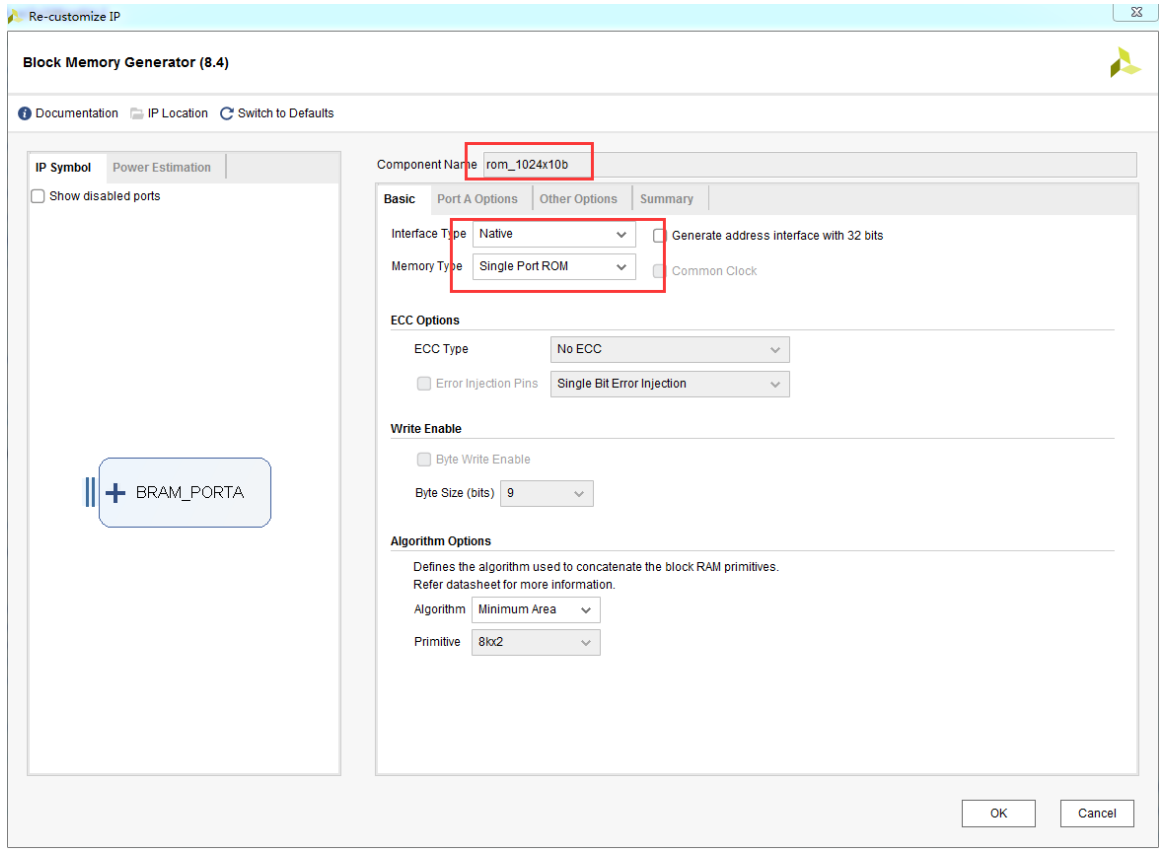 Re-customize IP
Block Memory Generator (8.4)
Documentation IP Location Switch to Defaults
IP Symbol Power Estimation
Show disabled ports
BRAM_PORTA
Component Name rom_1024x10b
Basic Port A Options Other Options Summary
Interface Type Native Generate address interface with 32 bits
Memory Type Single Port ROM Common Clock
ECC Options
ECC Type No ECC
Error Injection Pins Single Bit Error Injection
Write Enable
Byte Write Enable
Byte Size (bits) 9
Algorithm Options
Defines the algorithm used to concatenate the block RAM primitives.
Refer datasheet for more information.
Algorithm Minimum Area
Primitive 8kx2
OK Cancel